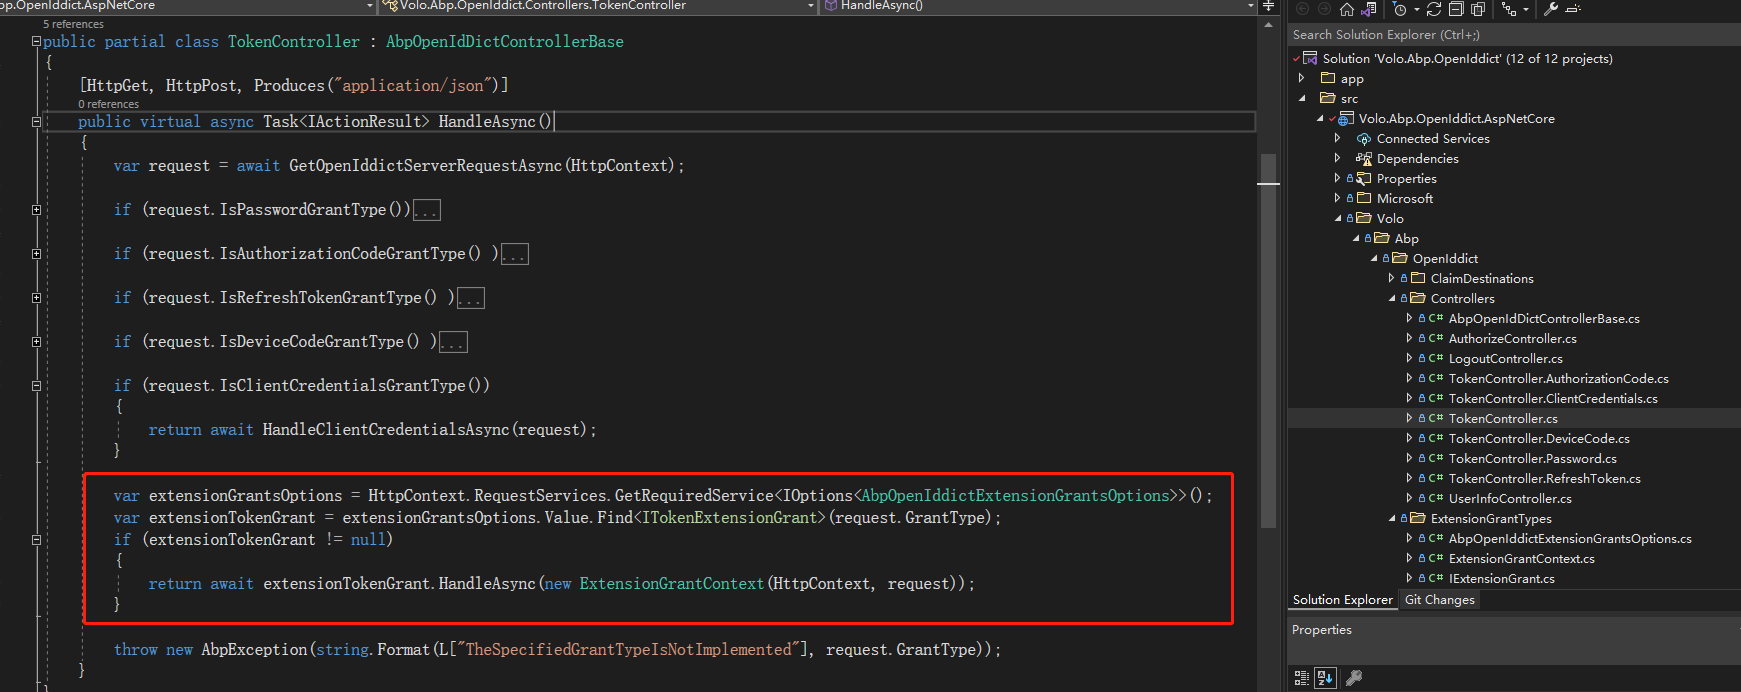 op.OpenIddict.AspNetCore
Volo.Abp.OpenIddict.Controllers.TokenController
HandleAsync()
5 references
public partial class TokenController : AbpOpenIdDictControllerBase
{
[HttpGet, HttpPost, Produces("application/json")]
0 references
public virtual async Task<IActionResult> HandleAsync()
{
var request = await GetOpenIddictServerRequestAsync(HttpContext);
if (request.IsPasswordGrantType())...
if (request.IsAuthorizationCodeGrantType() )...
if (request.IsRefreshTokenGrantType() )...
if (request.IsDeviceCodeGrantType() )...
if (request.IsClientCredentialsGrantType())
{
return await HandleClientCredentialsAsync(request);
}
var extensionGrantsOptions = HttpContext.RequestServices.GetRequiredService<IOptions<AbpOpenIddictExtensionGrantsOptions>>();
var extensionTokenGrant = extensionGrantsOptions.Value.Find<ITokenExtensionGrant>(request.GrantType);
if (extensionTokenGrant != null)
{
return await extensionTokenGrant.HandleAsync(new ExtensionGrantContext(HttpContext, request));
}
throw new AbpException(string.Format(L["TheSpecifiedGrantTypeIsNotImplemented"], request.GrantType));
}
}
Search Solution Explorer (Ctrl+;)
Solution 'Volo.Abp.OpenIddict' (12 of 12 projects)
app
src
Volo.Abp.OpenIddict.AspNetCore
Connected Services
Dependencies
Properties
Microsoft
Volo
Abp
OpenIddict
ClaimDestinations
Controllers
C# AbpOpenIdDictControllerBase.cs
C# AuthorizeController.cs
C# LogoutController.cs
C# TokenController.AuthorizationCode.cs
C# TokenController.ClientCredentials.cs
C# TokenController.cs
C# TokenController.DeviceCode.cs
C# TokenController.Password.cs
C# TokenController.RefreshToken.cs
C# UserInfoController.cs
ExtensionGrantTypes
C# AbpOpenIddictExtensionGrantsOptions.cs
C# ExtensionGrantContext.cs
C# IExtensionGrant.cs
Solution Explorer Git Changes
Properties